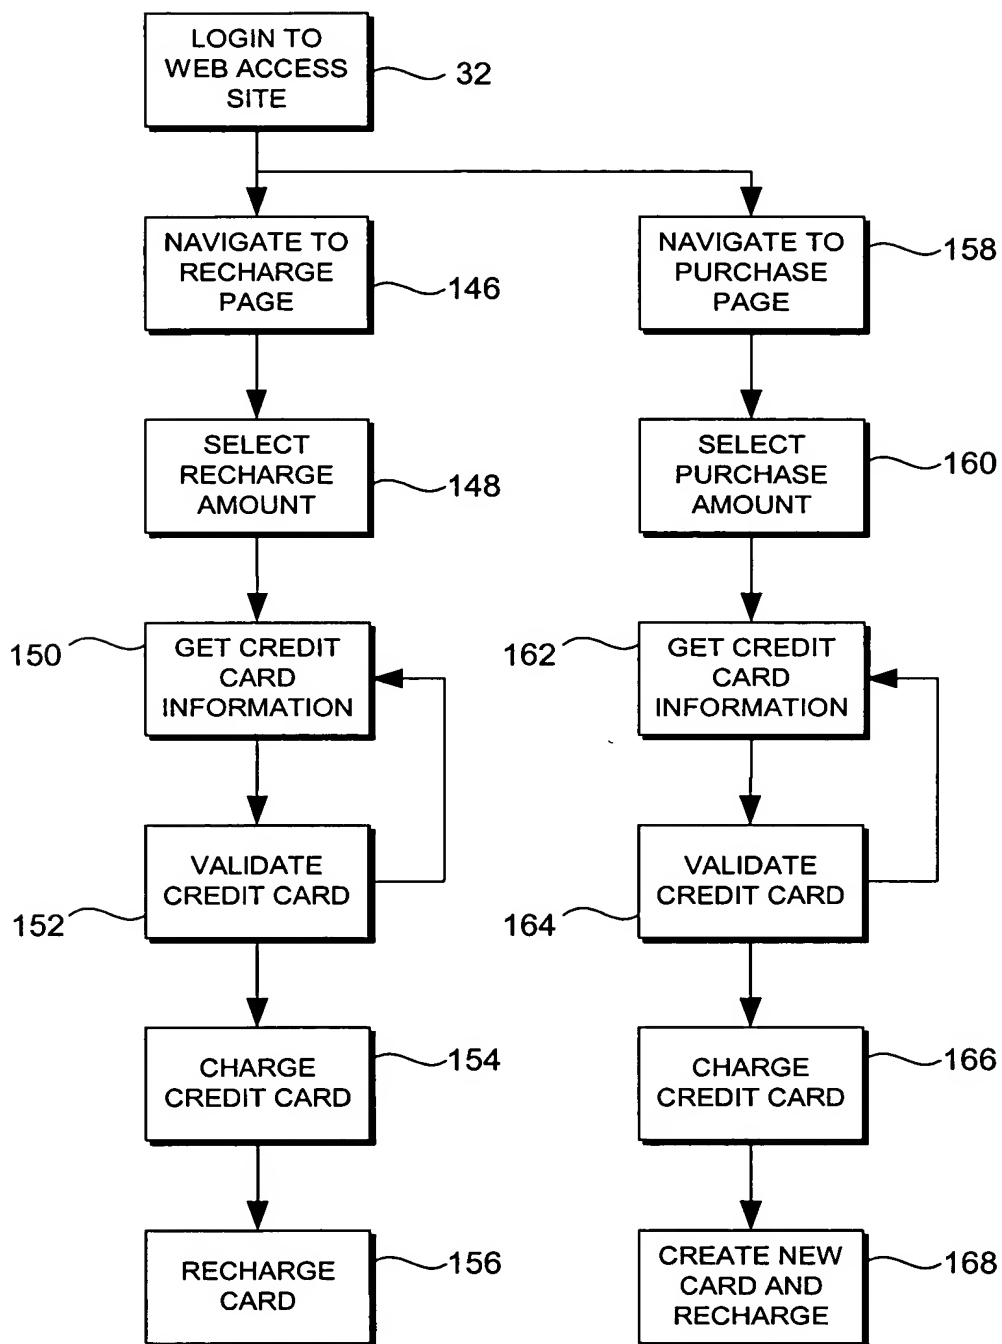 LOGIN TO
WEB ACCESS
SITE
32
NAVIGATE TO
RECHARGE
PAGE
146
NAVIGATE TO
PURCHASE
PAGE
158
SELECT
RECHARGE
AMOUNT
148
SELECT
PURCHASE
AMOUNT
160
150
GET CREDIT
CARD
INFORMATION
162
GET CREDIT
CARD
INFORMATION
VALIDATE
CREDIT CARD
152
VALIDATE
CREDIT CARD
164
CHARGE
CREDIT CARD
154
CHARGE
CREDIT CARD
166
RECHARGE
CARD
156
CREATE NEW
CARD AND
RECHARGE
168